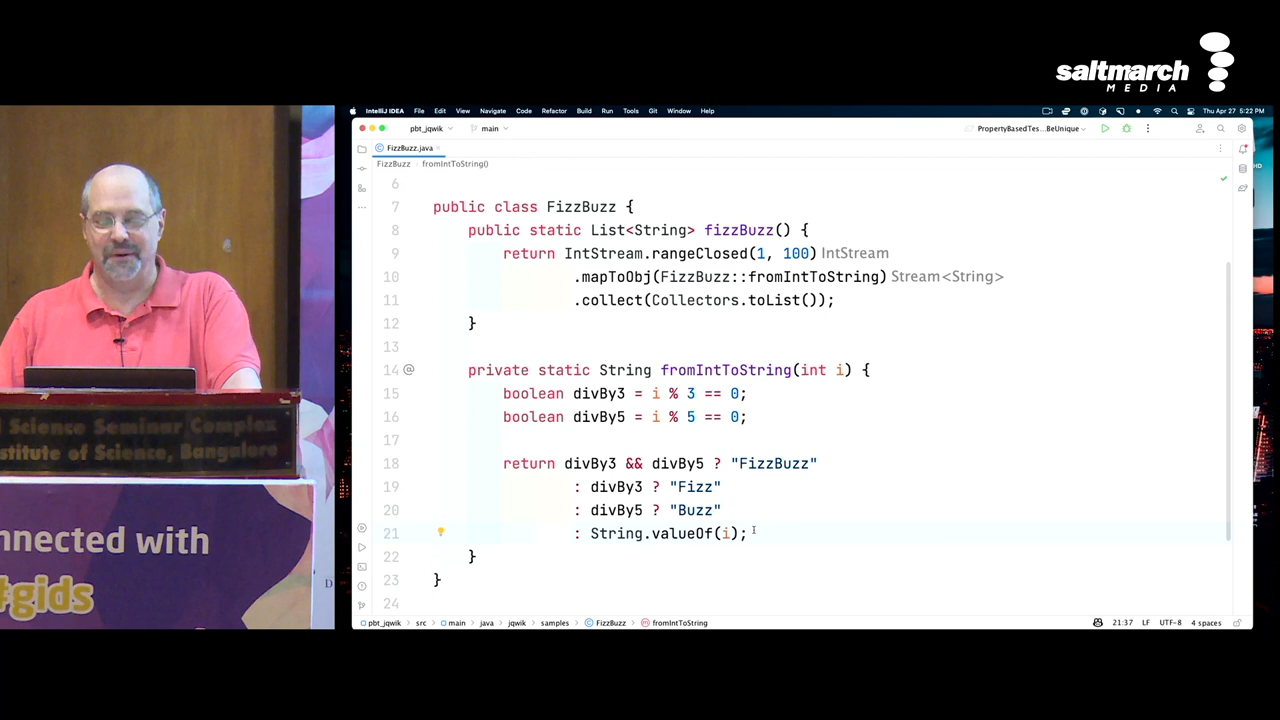 saltmarch
MEDIA
IntelliJ IDEA File Edit View Navigate Code Refactor Build Run Tools Git Window Help
Thu Apr 27 5:22 PM
pbt_jqwik main
PropertyBasedTes...BeUnique
FizzBuzz.java
FizzBuzz fromIntToString()
6
7 public class FizzBuzz {
8 public static List<String> fizzBuzz() {
9 return IntStream.rangeClosed(1, 100) IntStream
10 .mapToObj(FizzBuzz::fromIntToString) Stream<String>
11 .collect(Collectors.toList());
12 }
13
14 @ private static String fromIntToString(int i) {
15 boolean divBy3 = i % 3 == 0;
16 boolean divBy5 = i % 5 == 0;
17
18 return divBy3 && divBy5 ? "FizzBuzz"
19 : divBy3 ? "Fizz"
20 : divBy5 ? "Buzz"
21 : String.valueOf(i);
22 }
23 }
24
pbt_jqwik src main java jqwik samples FizzBuzz fromIntToString
21:37 LF UTF-8 4 spaces
Science Seminar Complex
stitute of Science, Bangalore
nnected with
#gids
D
HD